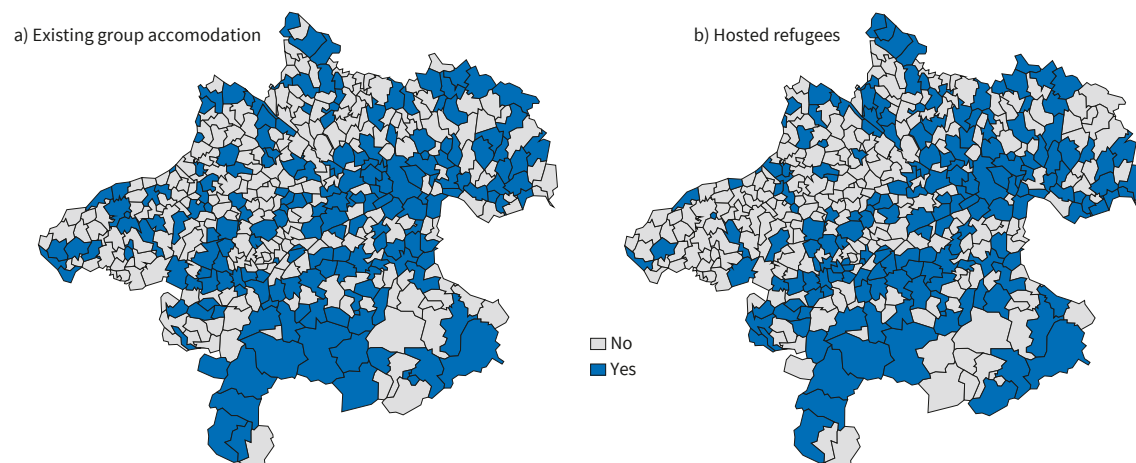 a) Existing group accomodation
b) Hosted refugees
No
Yes